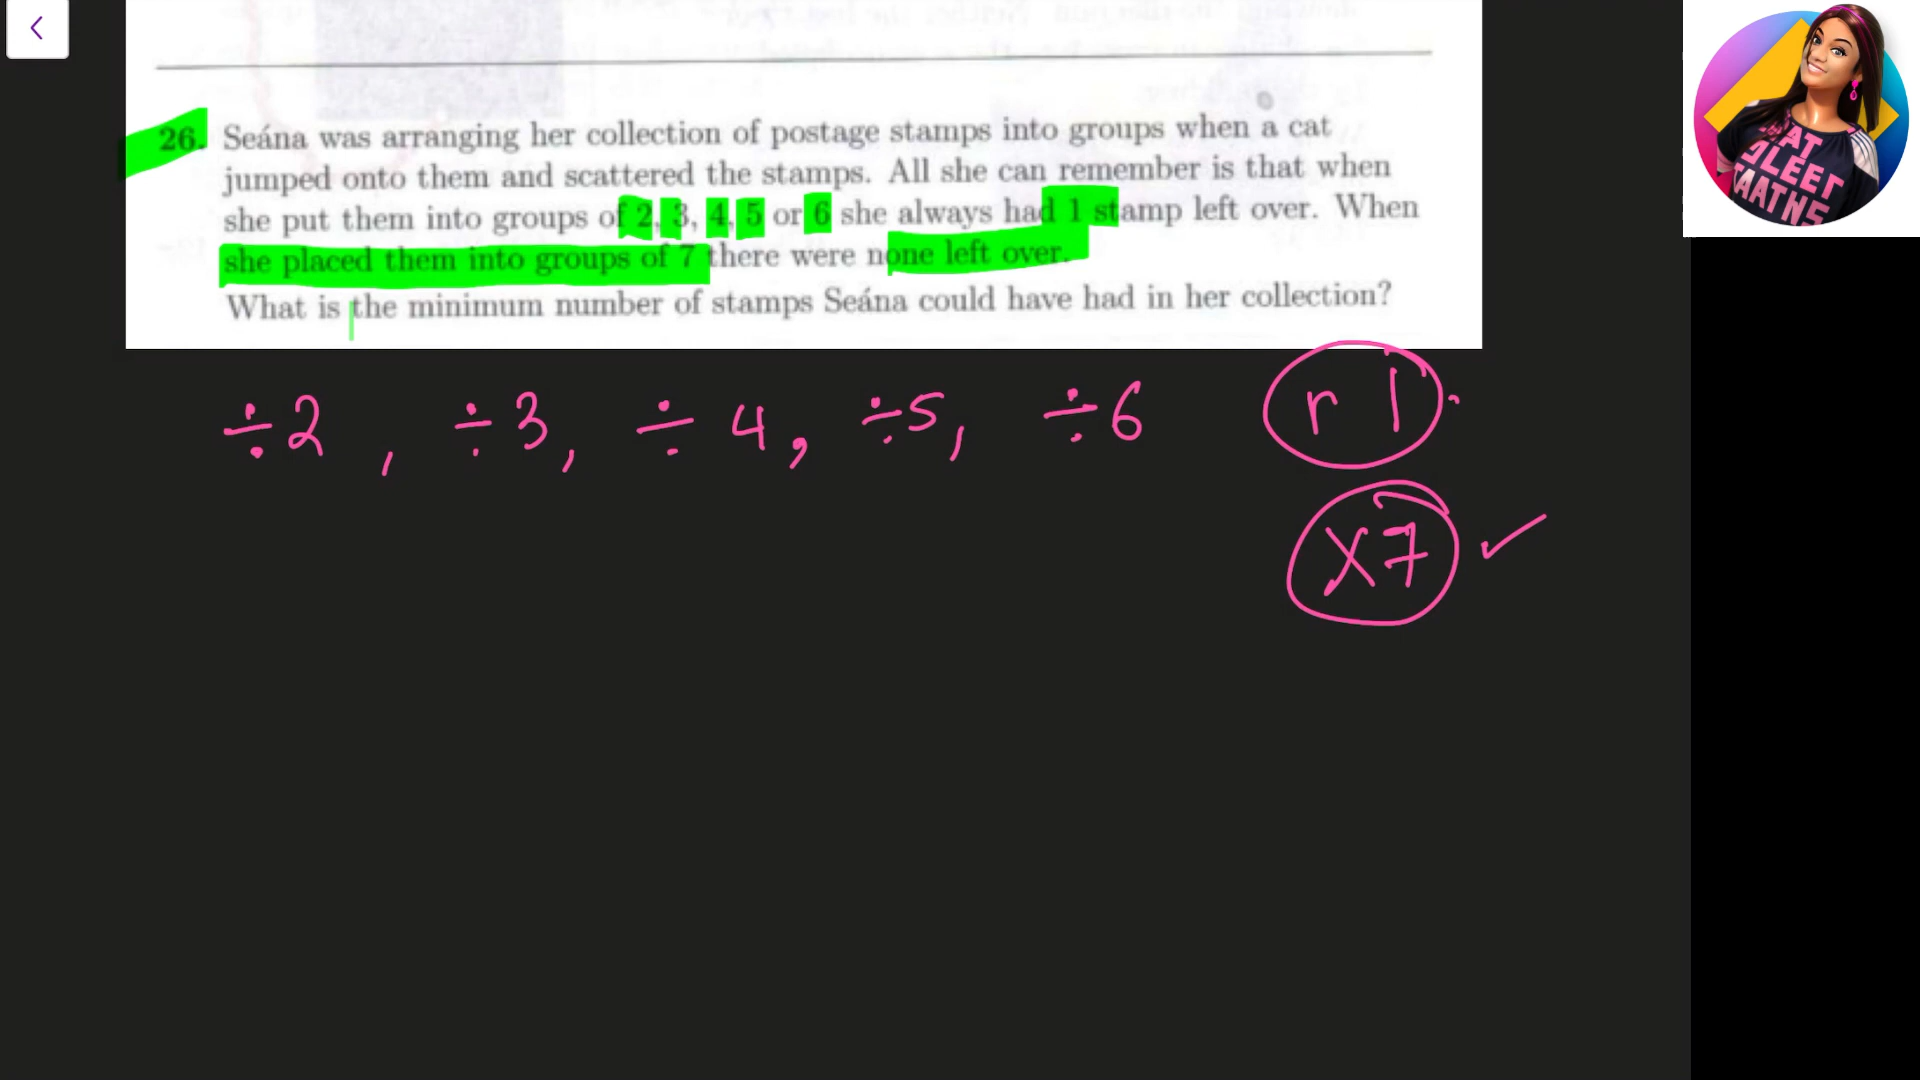 26. Seána was arranging her collection of postage stamps into groups when a cat
jumped onto them and scattered the stamps. All she can remember is that when
she put them into groups of 2, 3, 4, 5 or 6 she always had 1 stamp left over. When
she placed them into groups of 7 there were none left over.
What is the minimum number of stamps Seána could have had in her collection?
÷2 , ÷3, ÷ 4, ÷5, ÷6 r 1.
X7 ✓